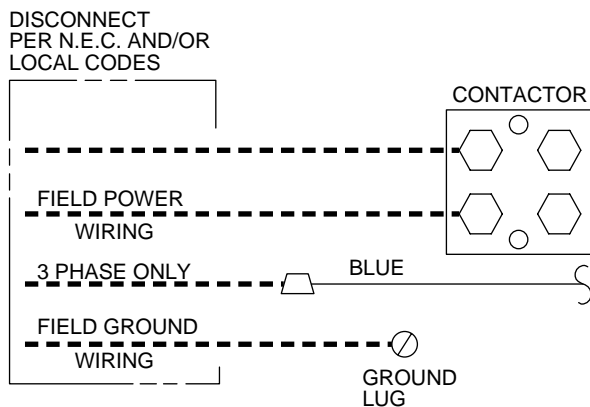 DISCONNECT
PER N.E.C. AND/OR
LOCAL CODES
CONTACTOR
FIELD POWER
WIRING
3 PHASE ONLY
BLUE
FIELD GROUND
WIRING
GROUND
LUG